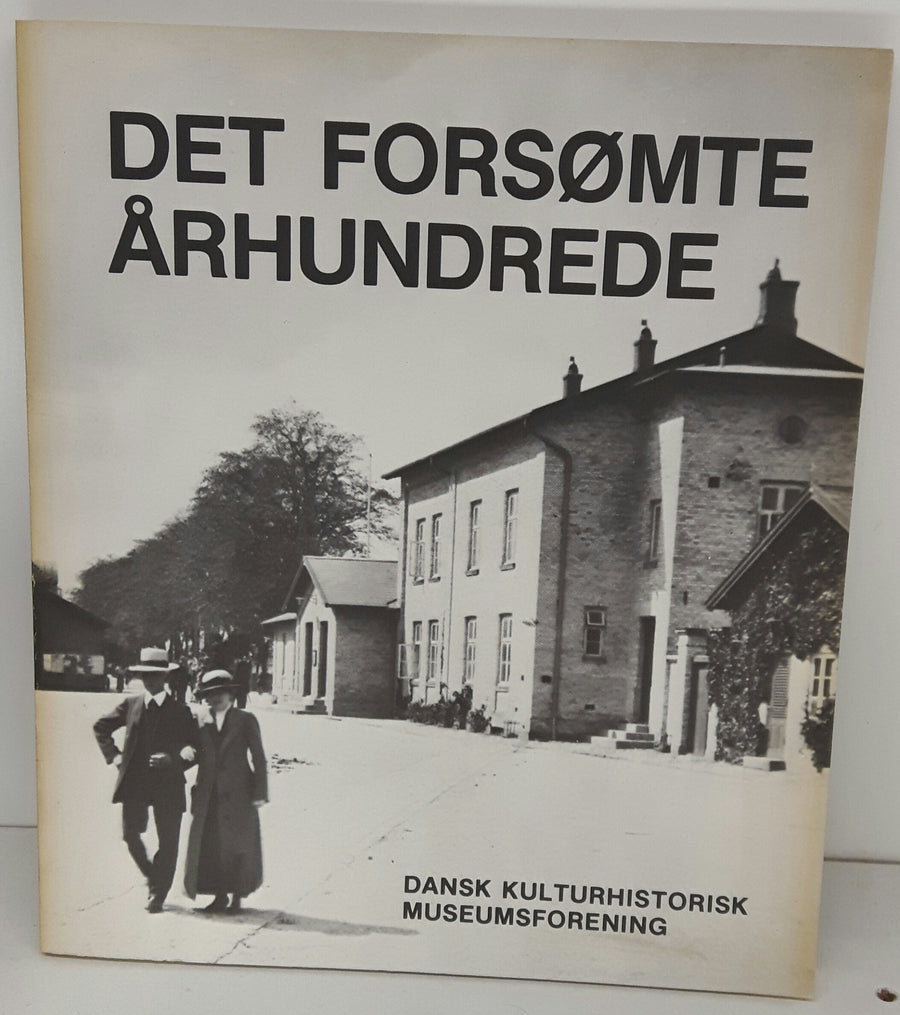 DET FORSØMTE
ÅRHUNDREDE
DANSK KULTURHISTORISK
MUSEUMSFORENING